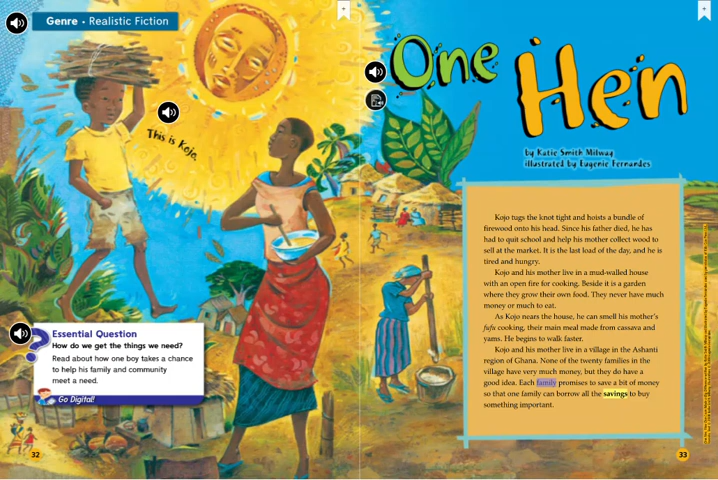 Genre • Realistic Fiction
This is Kojo.
Essential Question
How do we get the things we need?
Read about how one boy takes a chance
to help his family and community
meet a need.
Go Digital!
32
One
Hen
by Katie Smith Milway
illustrated by Eugenie Fernandes
Kojo tugs the knot tight and hoists a bundle of
firewood onto his head. Since his father died, he has
had to quit school and help his mother collect wood to
sell at the market. It is the last load of the day, and he is
tired and hungry.
Kojo and his mother live in a mud-walled house
with an open fire for cooking. Beside it is a garden
where they grow their own food. They never have much
money or much to eat.
As Kojo nears the house, he can smell his mother's
fufu cooking, their main meal made from cassava and
yams. He begins to walk faster.
Kojo and his mother live in a village in the Ashanti
region of Ghana. None of the twenty families in the
village have very much money, but they do have a
good idea. Each family promises to save a bit of money
so that one family can borrow all the savings to buy
something important.
33